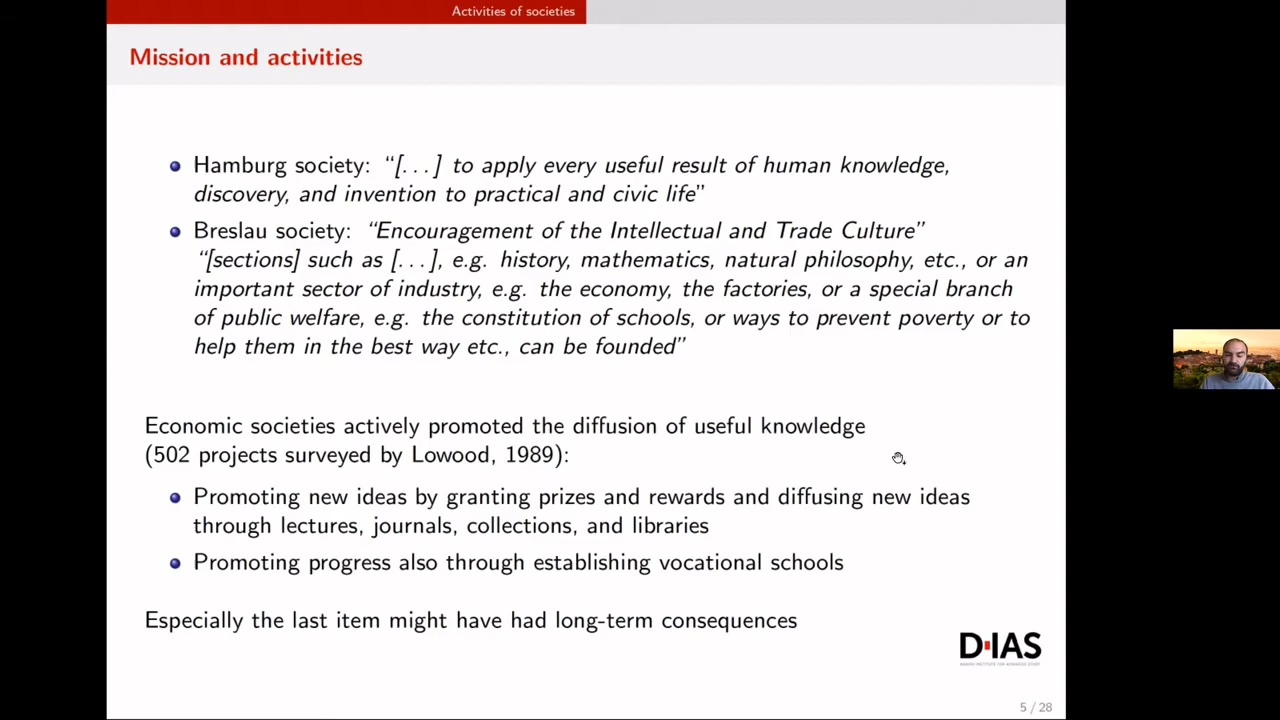 Activities of societies
Mission and activities
Hamburg society: “[...] to apply every useful result of human knowledge,
discovery, and invention to practical and civic life”
Breslau society: “Encouragement of the Intellectual and Trade Culture”
“[sections] such as [...], e.g. history, mathematics, natural philosophy, etc., or an
important sector of industry, e.g. the economy, the factories, or a special branch
of public welfare, e.g. the constitution of schools, or ways to prevent poverty or to
help them in the best way etc., can be founded”
Economic societies actively promoted the diffusion of useful knowledge
(502 projects surveyed by Lowood, 1989):
Promoting new ideas by granting prizes and rewards and diffusing new ideas
through lectures, journals, collections, and libraries
Promoting progress also through establishing vocational schools
Especially the last item might have had long-term consequences
D·IAS
DANISH INSTITUTE FOR ADVANCED STUDY
5 / 28